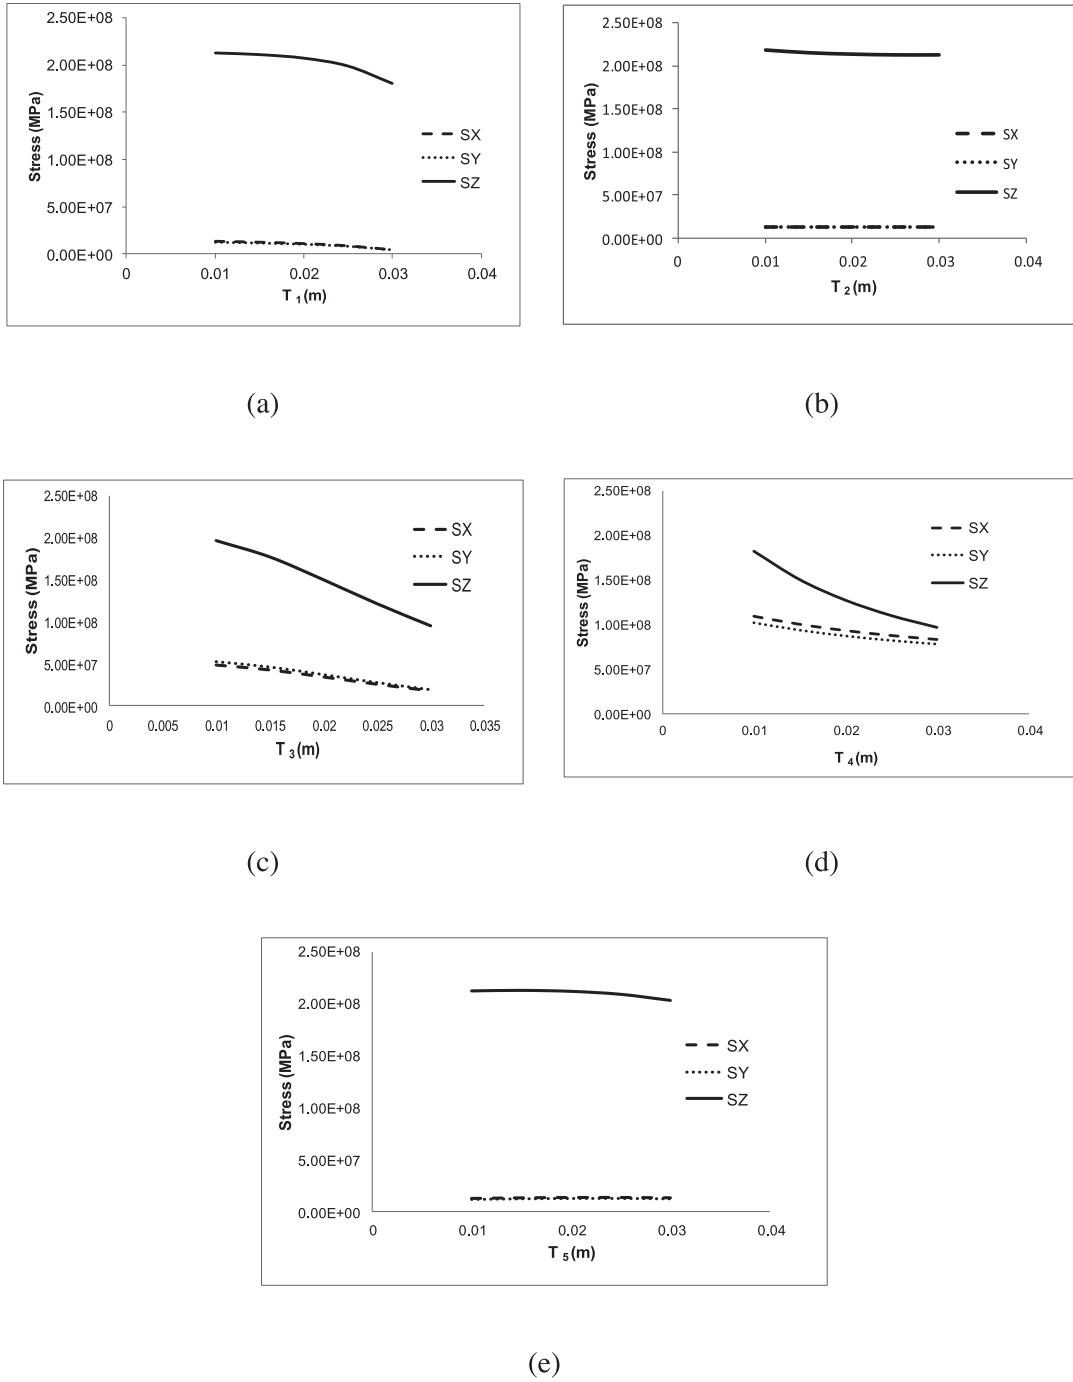 2.50E+08
2.00E+08
1.50E+08
1.00E+08
5.00E+07
0.00E+00
Stress (MPa)
SX
SY
SZ
0 0.01 0.02 0.03 0.04
T 1 (m)
(a)
2.50E+08
2.00E+08
1.50E+08
1.00E+08
5.00E+07
0.00E+00
Stress (MPa)
SX
SY
SZ
0 0.01 0.02 0.03 0.04
T 2 (m)
(b)
2.50E+08
2.00E+08
1.50E+08
1.00E+08
5.00E+07
0.00E+00
Stress (MPa)
SX
SY
SZ
0 0.005 0.01 0.015 0.02 0.025 0.03 0.035
T 3 (m)
(c)
2.50E+08
2.00E+08
1.50E+08
1.00E+08
5.00E+07
0.00E+00
Stress (MPa)
SX
SY
SZ
0 0.01 0.02 0.03 0.04
T 4 (m)
(d)
2.50E+08
2.00E+08
1.50E+08
1.00E+08
5.00E+07
0.00E+00
Stress (MPa)
SX
SY
SZ
0 0.01 0.02 0.03 0.04
T 5 (m)
(e)